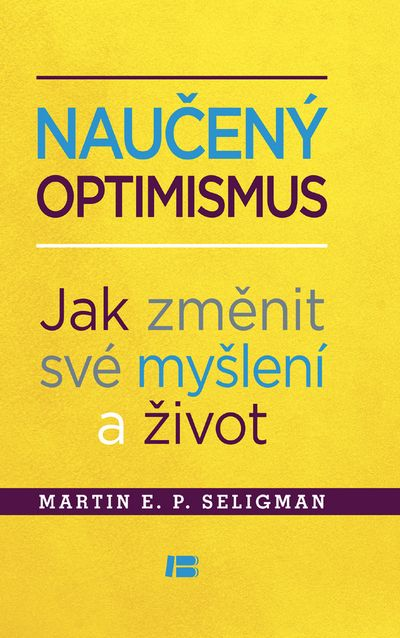 NAUČENÝ
OPTIMISMUS
Jak změnit
své myšlení
a život
MARTIN E. P. SELIGMAN